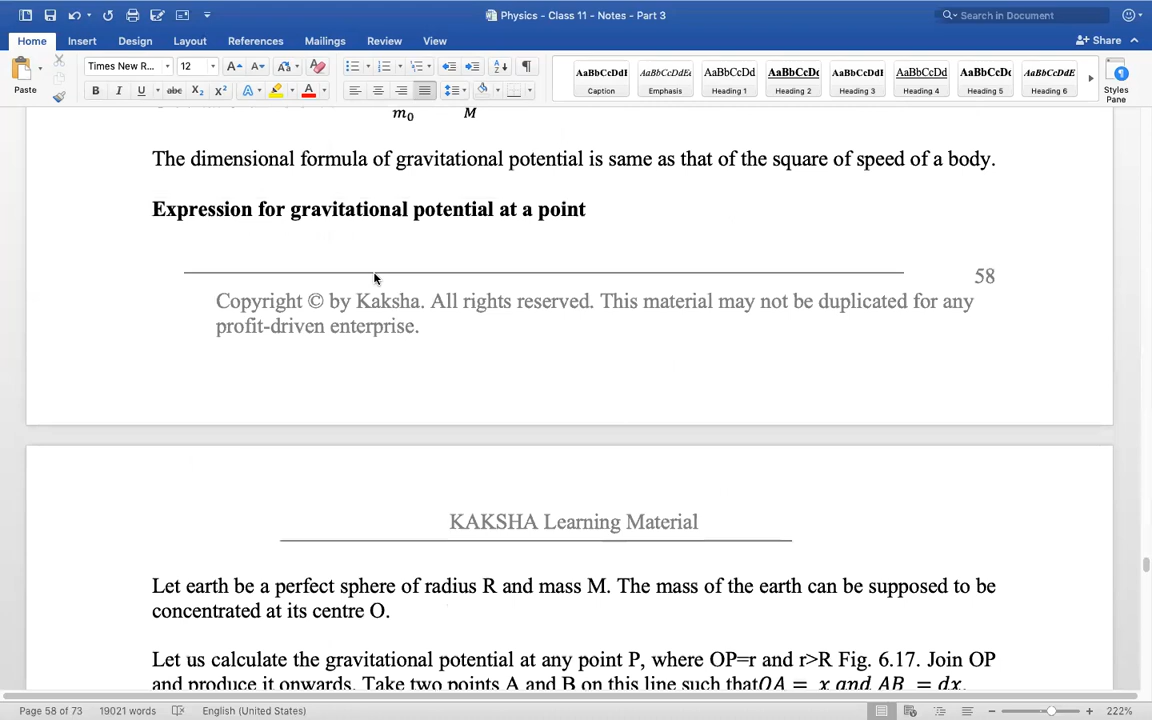 Physics - Class 11 - Notes - Part 3
Search in Document
Home Insert Design Layout References Mailings Review View
Share
Paste
Times New R... 12
AaBbCcDdI AaBbCcDdEe AaBbCcDd AaBbCcDc AaBbCcDdI AaBbCcDd AaBbCcDc AaBbCcDdE
Caption Emphasis Heading 1 Heading 2 Heading 3 Heading 4 Heading 5 Heading 6
Styles
Pane
m₀ M
The dimensional formula of gravitational potential is same as that of the square of speed of a body.
Expression for gravitational potential at a point
58
Copyright © by Kaksha. All rights reserved. This material may not be duplicated for any
profit-driven enterprise.
KAKSHA Learning Material
Let earth be a perfect sphere of radius R and mass M. The mass of the earth can be supposed to be
concentrated at its centre O.
Let us calculate the gravitational potential at any point P, where OP=r and r>R Fig. 6.17. Join OP
and produce it onwards. Take two points A and B on this line such thatOA = x and AB = dx.
Page 58 of 73 19021 words English (United States) 222%